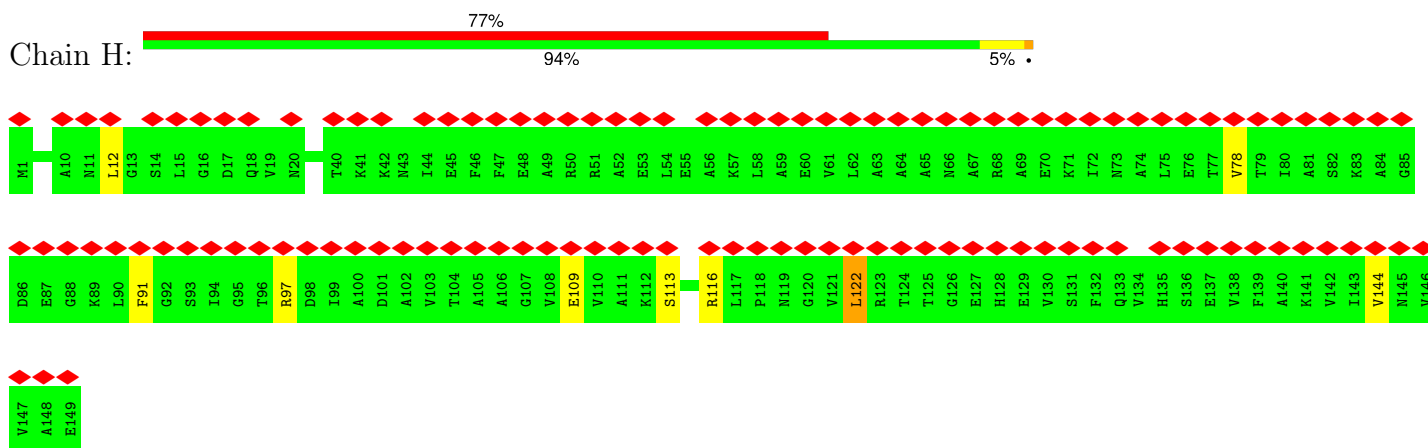 77%
Chain H:
94% 5% •
M1 A10 N11 L12 G13 S14 L15 G16 D17 Q18 V19 N20 T40 K41 K42 N43 I44 E45 F46 F47 E48 A49 R50 R51 A52 E53 L54 E55 A56 K57 L58 A59 E60 V61 L62 A63 A64 A65 N66 A67 R68 A69 E70 K71 I72 N73 A74 L75 E76 T77 V78 T79 I80 A81 S82 K83 A84 G85
D86 E87 G88 K89 L90 F91 G92 S93 I94 G95 T96 R97 D98 I99 A100 D101 A102 V103 T104 A105 A106 G107 V108 E109 V110 A111 K112 S113 R116 L117 P118 N119 G120 V121 L122 R123 T124 T125 G126 E127 H128 E129 V130 S131 F132 Q133 V134 H135 S136 E137 V138 F139 A140 K141 V142 I143 V144 N145 V146
V147 A148 E149